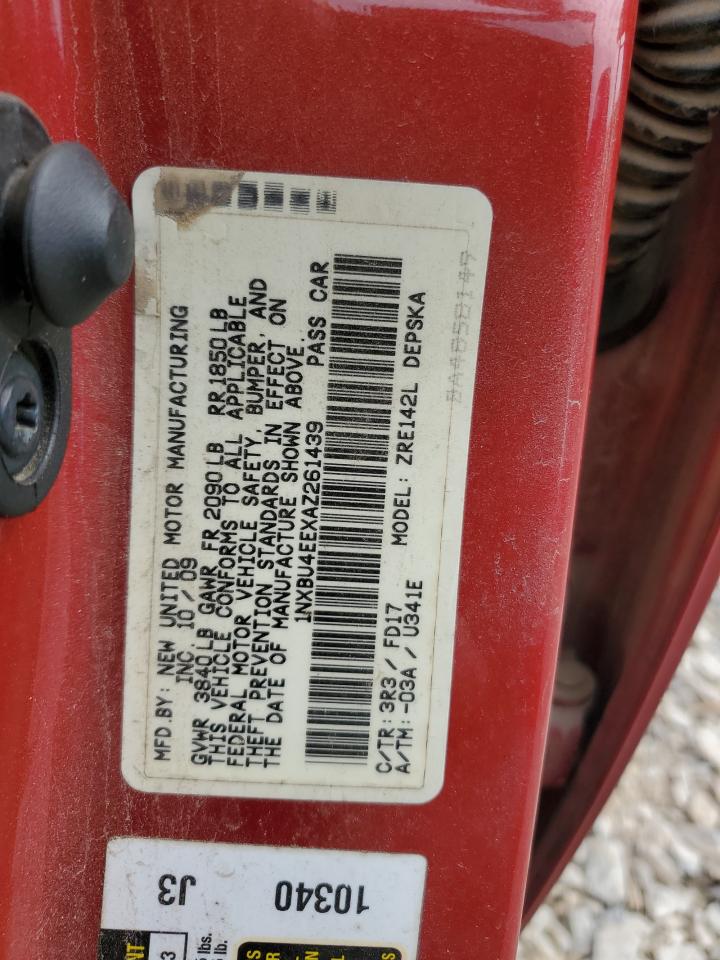 MFD.BY: NEW UNITED MOTOR MANUFACTURING
INC. 10/09
GVWR 3840LB GAWR FR 2090LB RR1850LB
THIS VEHICLE CONFORMS TO ALL APPLICABLE
FEDERAL MOTOR VEHICLE SAFETY, BUMPER, AND
THEFT PREVENTION STANDARDS IN EFFECT ON
THE DATE OF MANUFACTURE SHOWN ABOVE.
1NXBU4EEXAZ261439 PASS CAR
C/TR: 3R3/FD17 MODEL: ZRE142L DEPSKA
A/TM: -03A/U341E
10340
J3